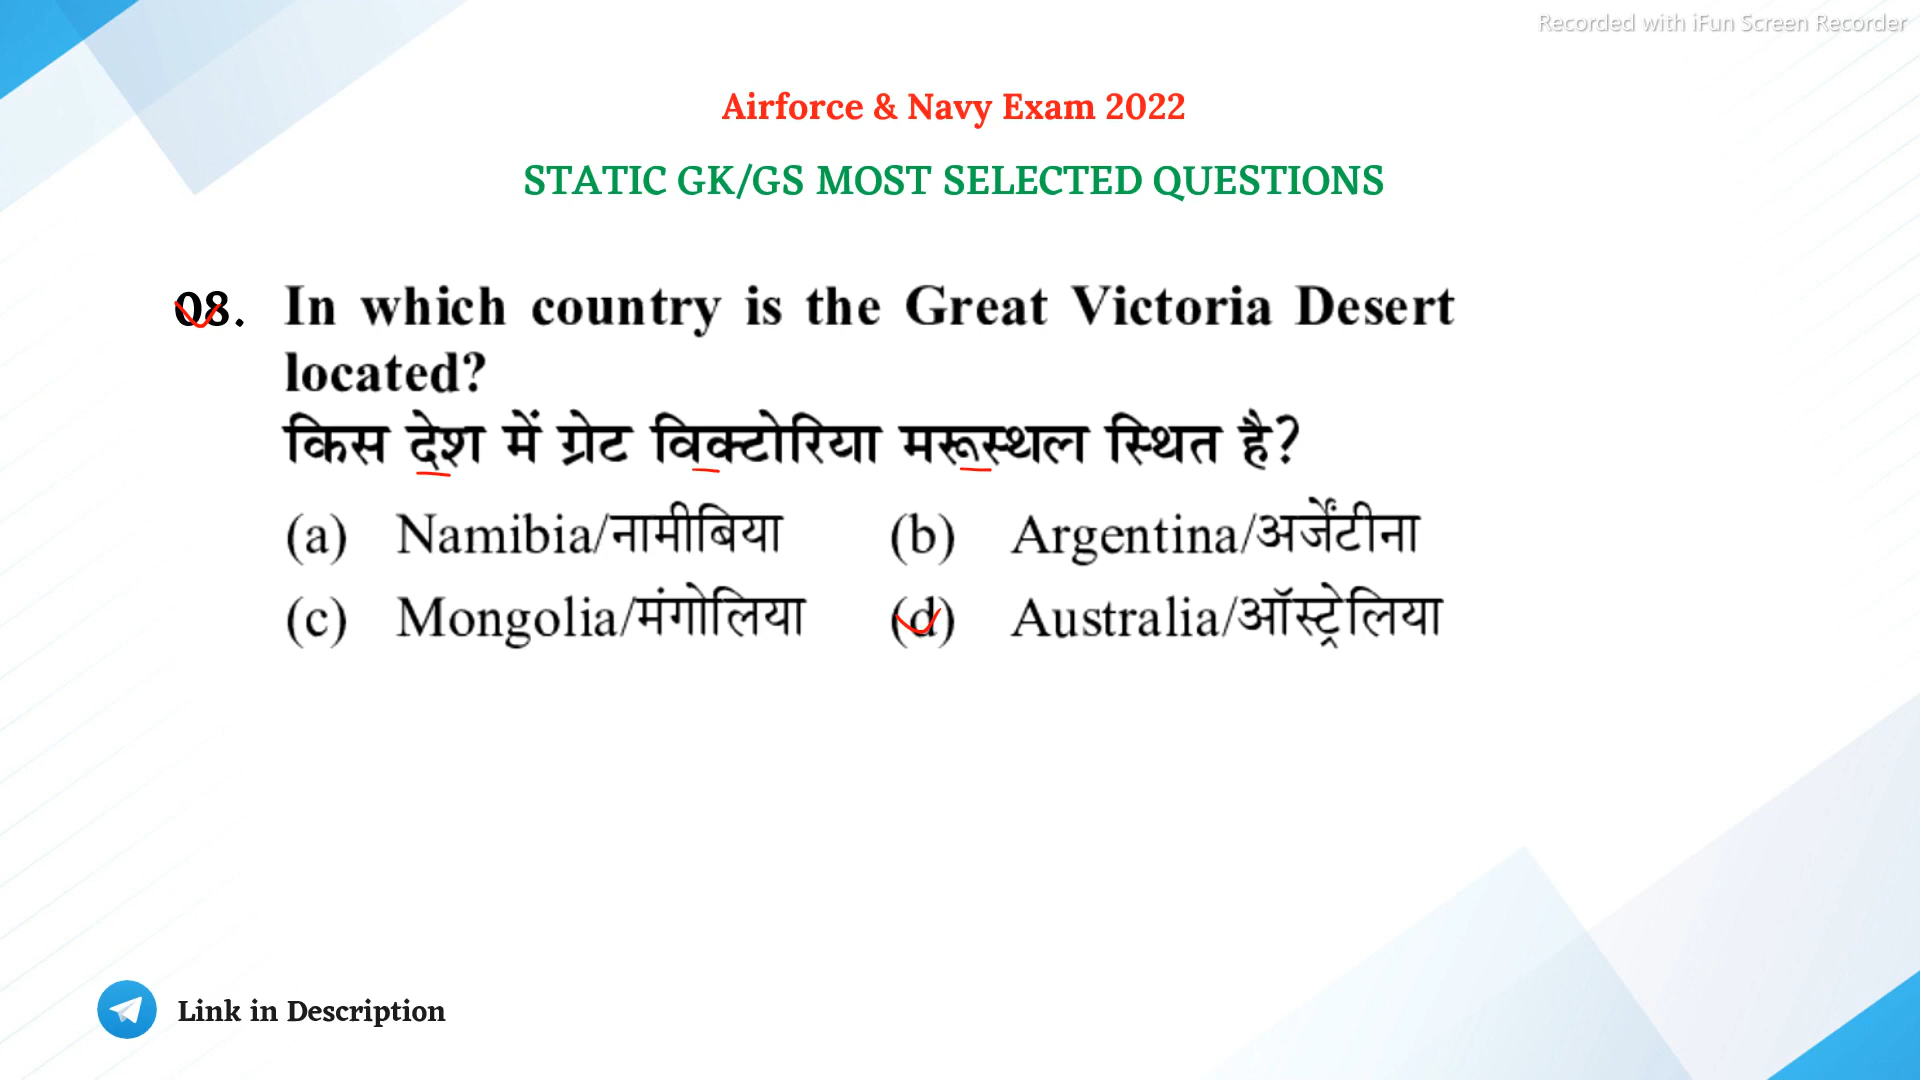 Recorded with iFun Screen Recorder
Airforce & Navy Exam 2022
STATIC GK/GS MOST SELECTED QUESTIONS
08. In which country is the Great Victoria Desert
located?
किस देश में ग्रेट विक्टोरिया मरूस्थल स्थित है?
(a) Namibia/नामीबिया (b) Argentina/अर्जेंटीना
(c) Mongolia/मंगोलिया (d) Australia/ऑस्ट्रेलिया
Link in Description